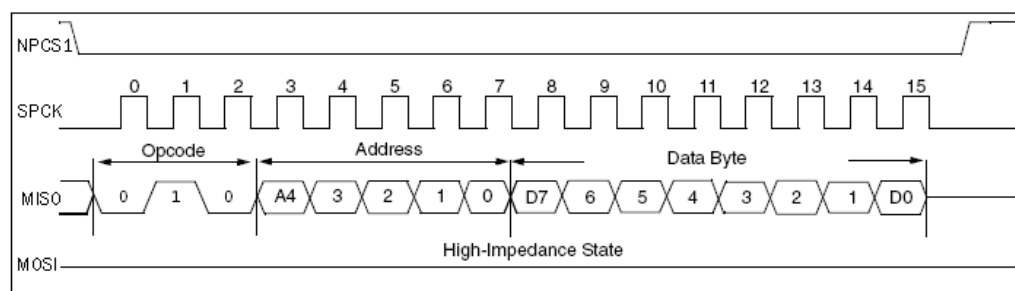 NPCS1
0 1 2 3 4 5 6 7 8 9 10 11 12 13 14 15
SPCK
Opcode Address Data Byte
MISO 0 1 0 A4 3 2 1 0 D7 6 5 4 3 2 1 D0
High-Impedance State
MOSI